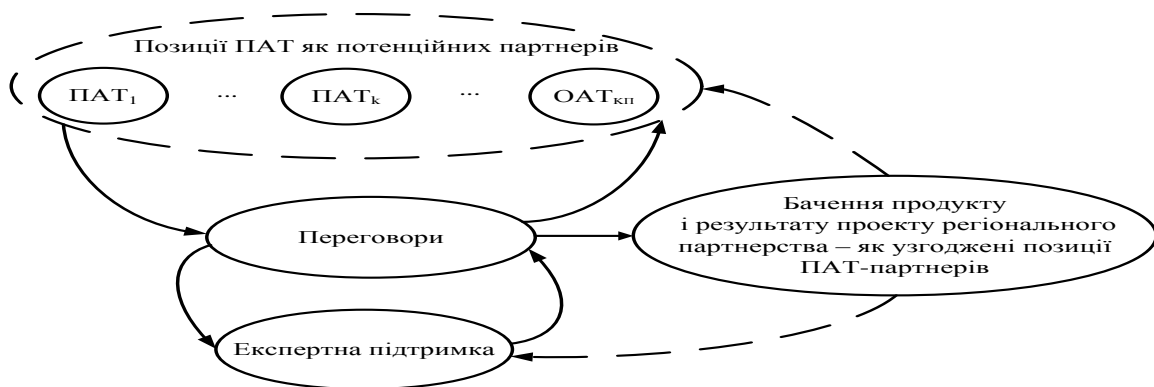 Позиції ПАТ як потенційних партнерів
ПАТ₁ ... ПАТk ... ОАТкп
Переговори
Бачення продукту
і результату проекту регіонального
партнерства – як узгоджені позиції
ПАТ-партнерів
Експертна підтримка